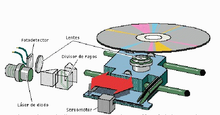 Fotodetector
Lentes
Divisor de Rayos
Láser de diodo
Servomotor